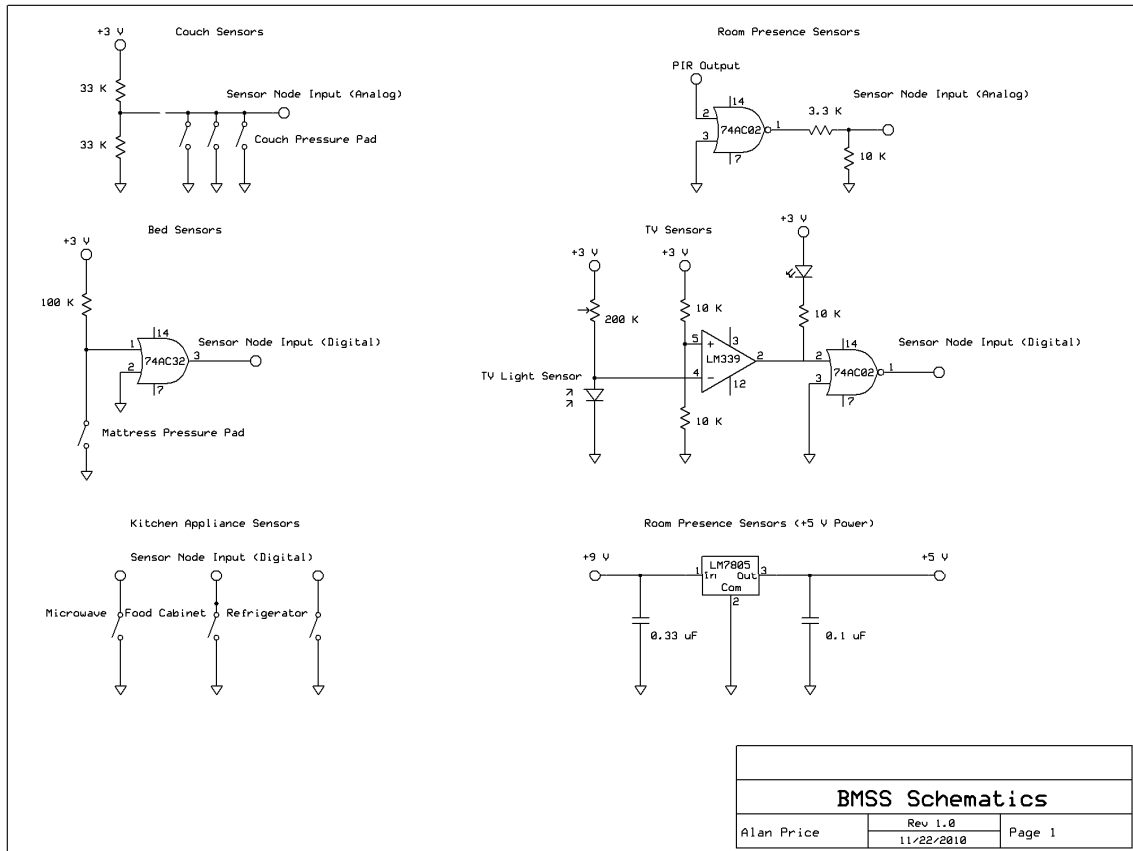 Couch Sensors
+3 V
33 K
Sensor Node Input (Analog)
33 K
Couch Pressure Pad
Room Presence Sensors
PIR Output
14
2
74AC02
1
3
7
3.3 K
Sensor Node Input (Analog)
10 K
Bed Sensors
+3 V
100 K
14
1
74AC32
3
2
7
Sensor Node Input (Digital)
Mattress Pressure Pad
TV Sensors
+3 V
+3 V
+3 V
200 K
10 K
10 K
5
+
3
LM339
2
4
-
12
TV Light Sensor
10 K
14
2
74AC02
1
3
7
Sensor Node Input (Digital)
Kitchen Appliance Sensors
Sensor Node Input (Digital)
Microwave
Food Cabinet
Refrigerator
Room Presence Sensors (+5 V Power)
+9 V
LM7805
1
In
Out
3
Com
2
+5 V
0.33 uF
0.1 uF
BMSS Schematics
Alan Price
Rev 1.0
11/22/2010
Page 1